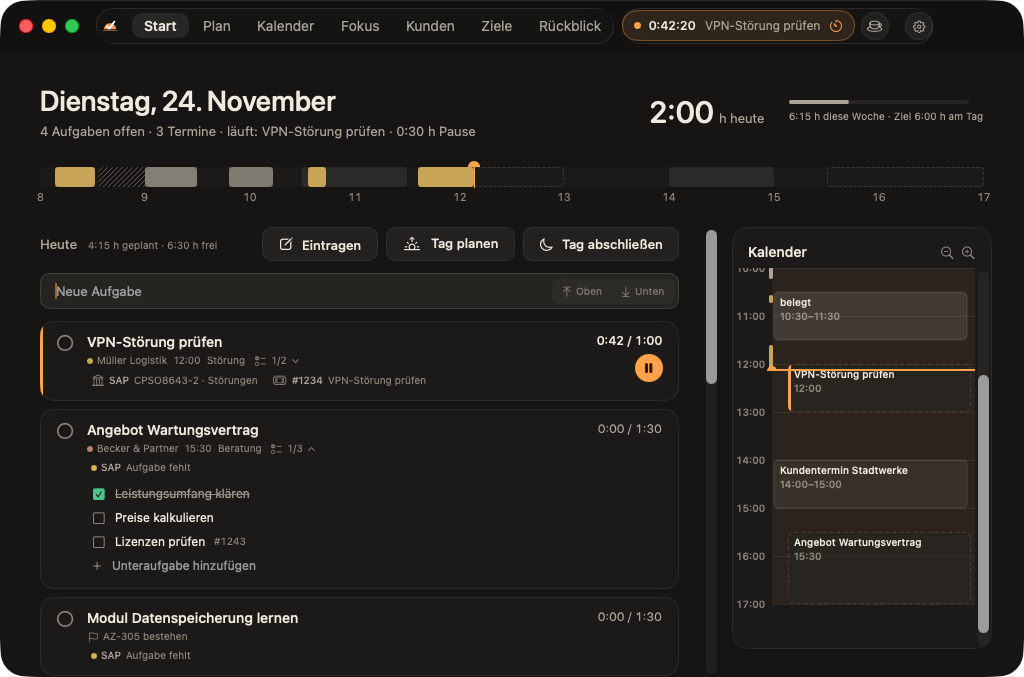 Start Plan Kalender Fokus Kunden Ziele Rückblick 0:42:20 VPN-Störung prüfen
Dienstag, 24. November
4 Aufgaben offen · 3 Termine · läuft: VPN-Störung prüfen · 0:30 h Pause
2:00 h heute
6:15 h diese Woche · Ziel 6:00 h am Tag
8 9 10 11 12 13 14 15 16 17
Heute 4:15 h geplant · 6:30 h frei
Eintragen
Tag planen
Tag abschließen
Neue Aufgabe
Oben
Unten
VPN-Störung prüfen
0:42 / 1:00
Müller Logistik 12:00 Störung 1/2
SAP CPSO8643-2 · Störungen #1234 VPN-Störung prüfen
Angebot Wartungsvertrag
0:00 / 1:30
Becker & Partner 15:30 Beratung 1/3
SAP Aufgabe fehlt
Leistungsumfang klären
Preise kalkulieren
Lizenzen prüfen #1243
+ Unteraufgabe hinzufügen
Modul Datenspeicherung lernen
0:00 / 1:30
AZ-305 bestehen
SAP Aufgabe fehlt
Kalender
10:00
belegt
10:30–11:30
11:00
12:00
VPN-Störung prüfen
12:00
13:00
14:00
Kundentermin Stadtwerke
14:00–15:00
15:00
Angebot Wartungsvertrag
15:30
16:00
17:00